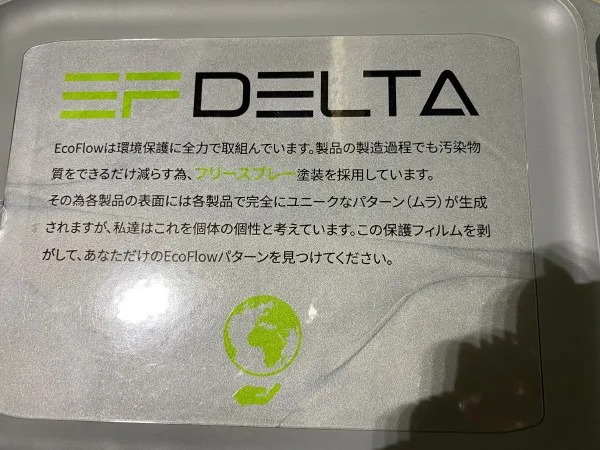 EF DELTA
EcoFlowは環境保護に全力で取組んでいます。製品の製造過程でも汚染物
質をできるだけ減らす為、フリースプレー塗装を採用しています。
その為各製品の表面には各製品で完全にユニークなパターン(ムラ)が生成
されますが、私達はこれを個体の個性と考えています。この保護フィルムを剥
がして、あなただけのEcoFlowパターンを見つけてください。